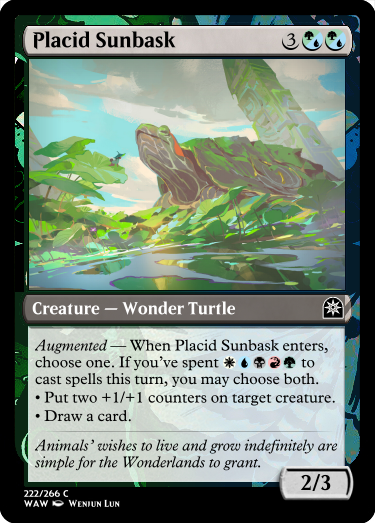 Placid Sunbask 3
Creature — Wonder Turtle
Augmented — When Placid Sunbask enters,
choose one. If you've spent to
cast spells this turn, you may choose both.
• Put two +1/+1 counters on target creature.
• Draw a card.
Animals' wishes to live and grow indefinitely are
simple for the Wonderlands to grant.
2/3
222/266 C
WAW Wenjun Lun